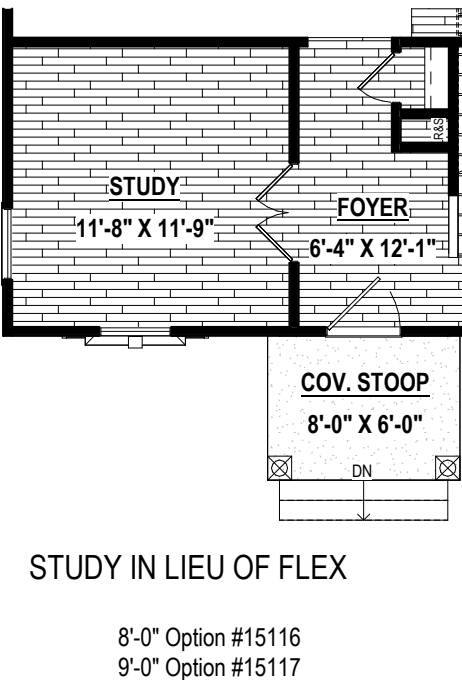 R&S
STUDY
11'-8" X 11'-9"
FOYER
6'-4" X 12'-1"
COV. STOOP
8'-0" X 6'-0"
DN
STUDY IN LIEU OF FLEX
8'-0" Option #15116
9'-0" Option #15117